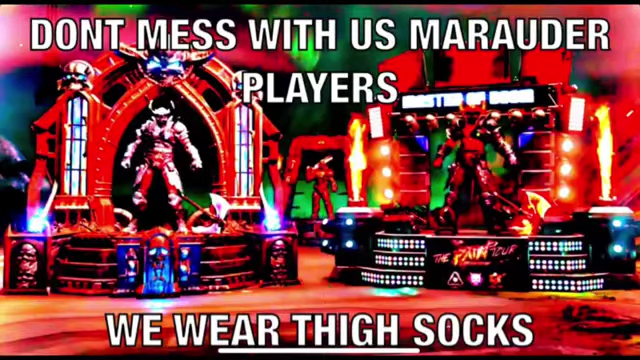 DONT MESS WITH US MARAUDER
PLAYERS
MASTER OF DOOM
THE PAIN TOUR
WE WEAR THIGH SOCKS